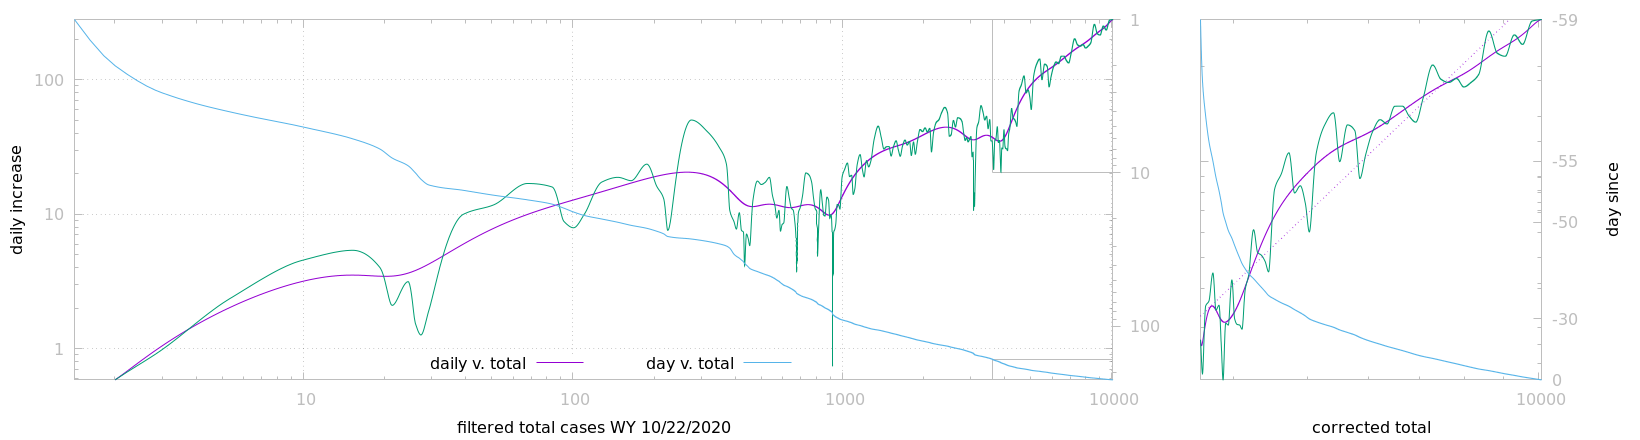 daily increase
100
10
1
daily v. total
day v. total
10
100
1000
10000
1
10
100
filtered total cases WY 10/22/2020
-59
-55
-50
-30
0
day since
10000
corrected total